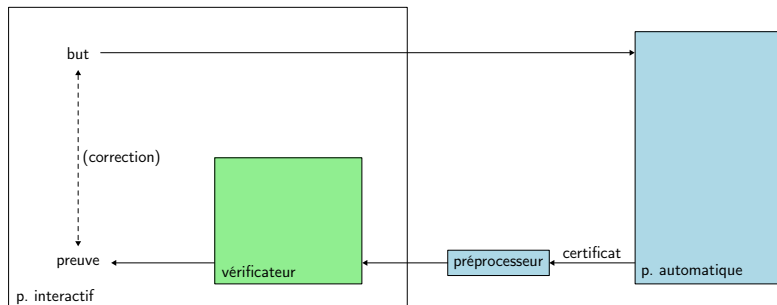 but
(correction)
preuve
vérificateur
p. interactif
préprocesseur
certificat
p. automatique